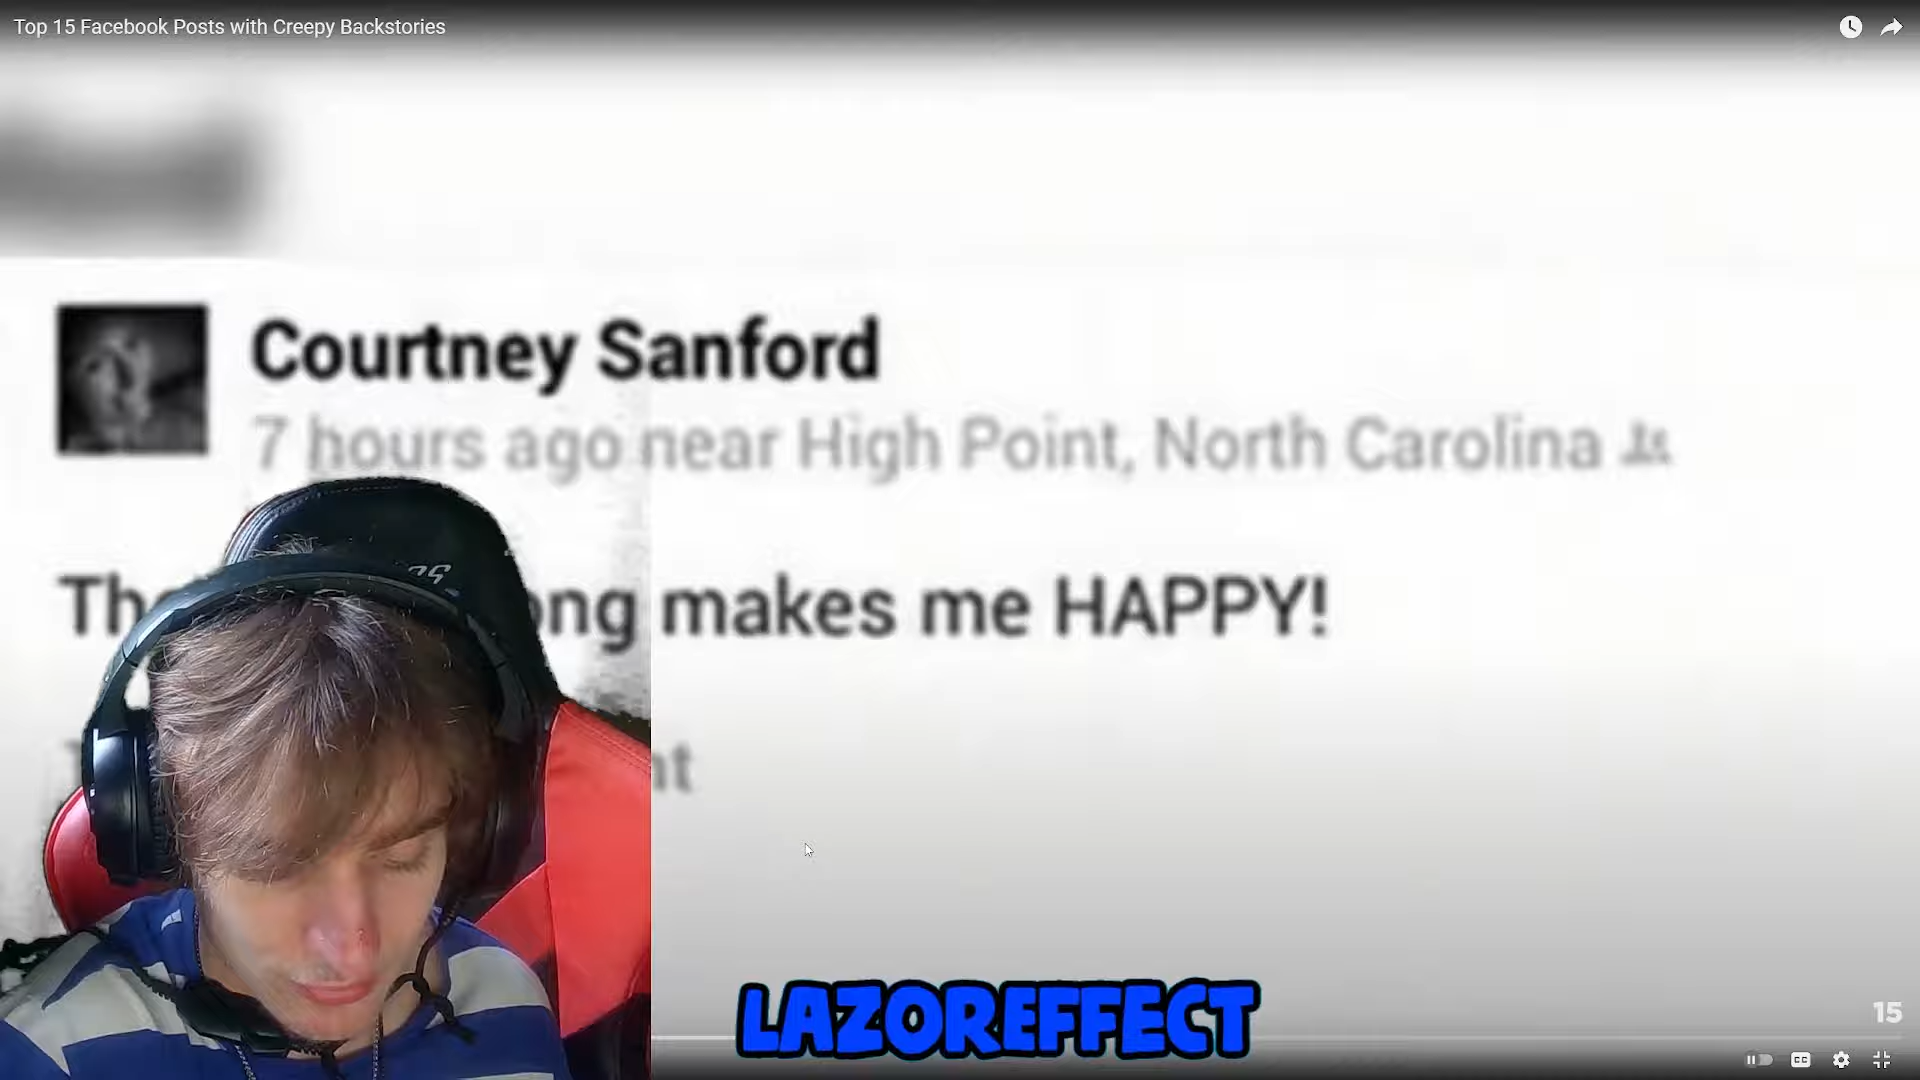 Top 15 Facebook Posts with Creepy Backstories
Courtney Sanford
7 hours ago near High Point, North Carolina
makes me HAPPY!
LAZOREFFECT
15
CC